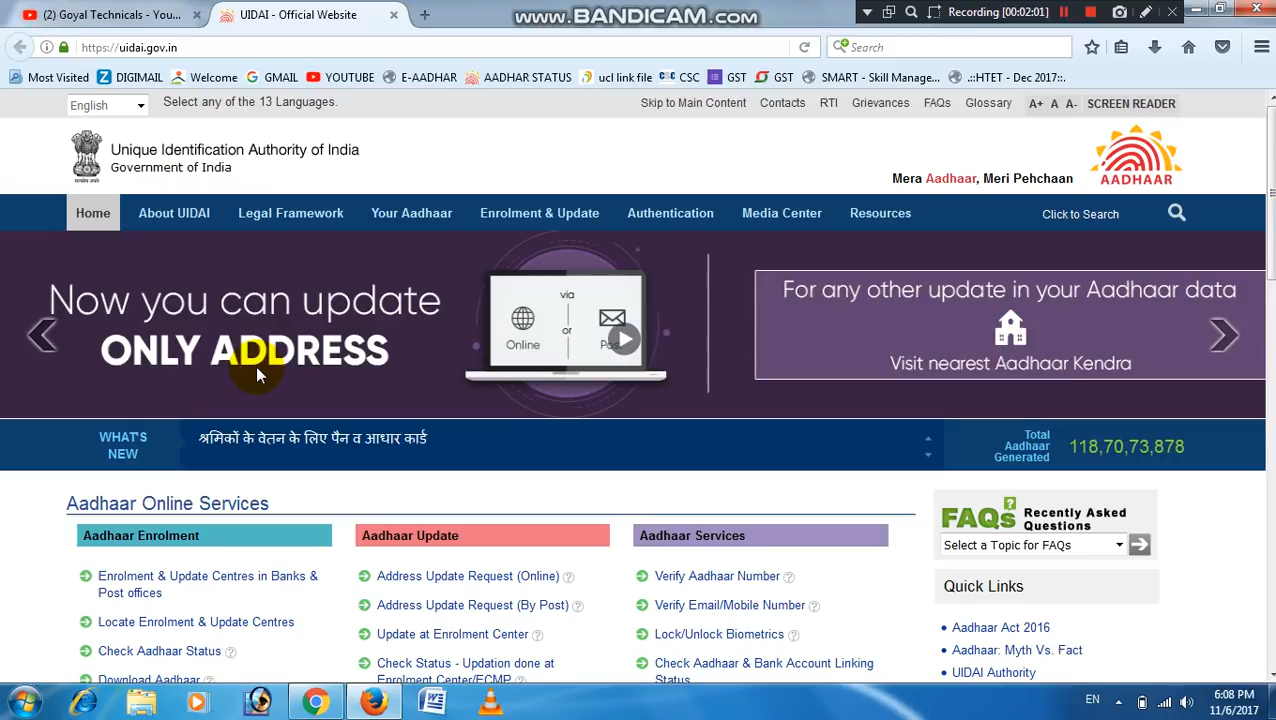 Goyal Technicals - You...
UIDAI - Official Website
www.BANDICAM.com
Recording [00:02:01]
https://uidai.gov.in
Search
Most Visited
DIGIMAIL
Welcome
GMAIL
YOUTUBE
E-AADHAR
AADHAR STATUS
ucl link file
CSC
GST
GST
SMART - Skill Manage...
.::HTET - Dec 2017::.
English
Select any of the 13 Languages.
Skip to Main Content
Contacts
RTI
Grievances
FAQs
Glossary
A+ A A-
SCREEN READER
Unique Identification Authority of India
Government of India
Mera Aadhaar, Meri Pehchaan
AADHAAR
Home
About UIDAI
Legal Framework
Your Aadhaar
Enrolment & Update
Authentication
Media Center
Resources
Click to Search
Now you can update
ONLY ADDRESS
via
or
Online
For any other update in your Aadhaar data
Visit nearest Aadhaar Kendra
WHAT'S
NEW
श्रमिकों के वेतन के लिए पैन व आधार कार्ड
Total
Aadhaar
Generated
118,70,73,878
Aadhaar Online Services
Aadhaar Enrolment
Enrolment & Update Centres in Banks &
Post offices
Locate Enrolment & Update Centres
Check Aadhaar Status
Download Aadhaar
Aadhaar Update
Address Update Request (Online)
Address Update Request (By Post)
Update at Enrolment Center
Check Status - Updation done at
Enrolment Center/ECMP
Aadhaar Services
Verify Aadhaar Number
Verify Email/Mobile Number
Lock/Unlock Biometrics
Check Aadhaar & Bank Account Linking
Status
FAQs
Recently Asked
Questions
Select a Topic for FAQs
Quick Links
Aadhaar Act 2016
Aadhaar: Myth Vs. Fact
UIDAI Authority
EN
6:08 PM
11/6/2017